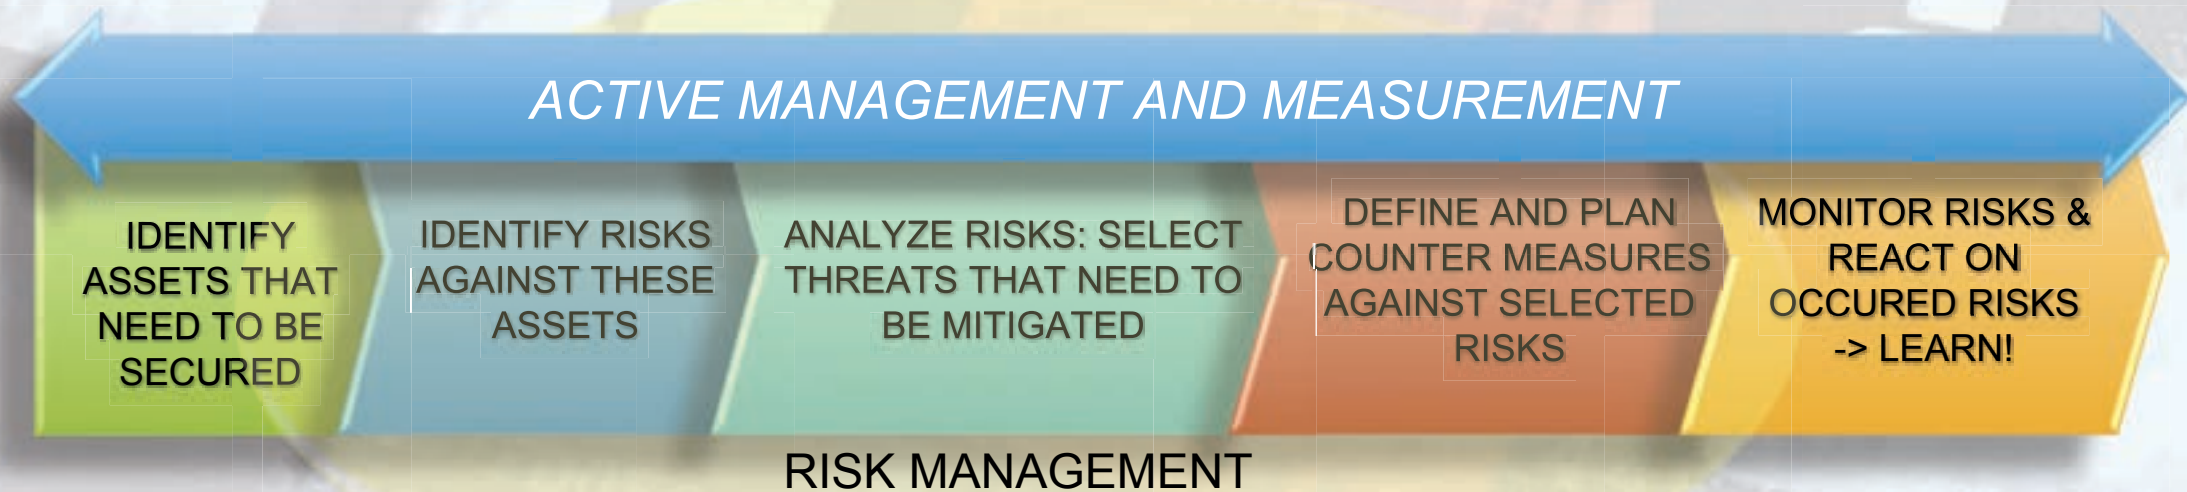 ACTIVE MANAGEMENT AND MEASUREMENT
IDENTIFY
ASSETS THAT
NEED TO BE
SECURED
IDENTIFY RISKS
AGAINST THESE
ASSETS
ANALYZE RISKS: SELECT
THREATS THAT NEED TO
BE MITIGATED
DEFINE AND PLAN
COUNTER MEASURES
AGAINST SELECTED
RISKS
MONITOR RISKS &
REACT ON
OCCURED RISKS
-> LEARN!
RISK MANAGEMENT